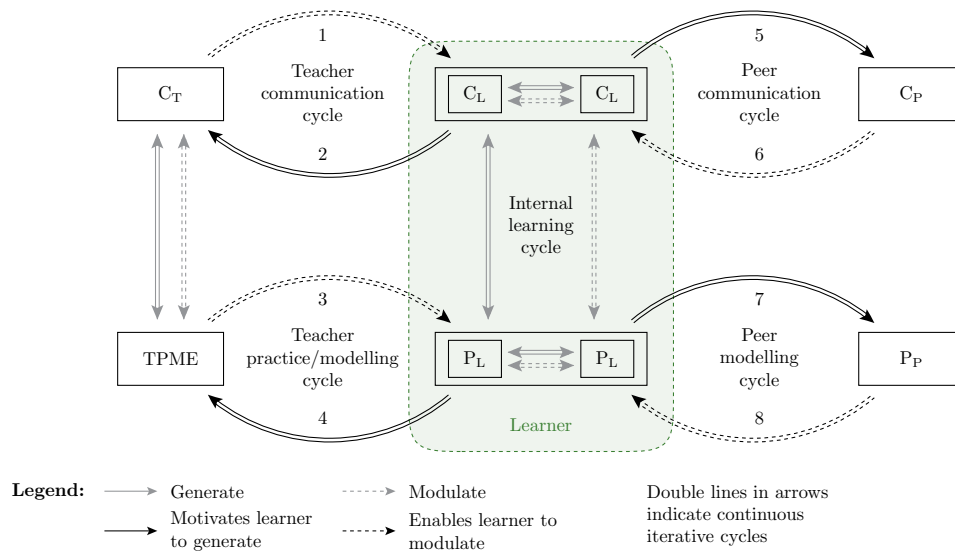 1
5
Teacher
communication
cycle
Peer
communication
cycle
C_T
C_L
C_L
C_P
2
6
Internal
learning
cycle
3
7
Teacher
practice/modelling
cycle
Peer
modelling
cycle
TPME
P_L
P_L
P_P
4
8
Learner
Legend:
Generate
Modulate
Motivates learner
to generate
Enables learner to
modulate
Double lines in arrows
indicate continuous
iterative cycles